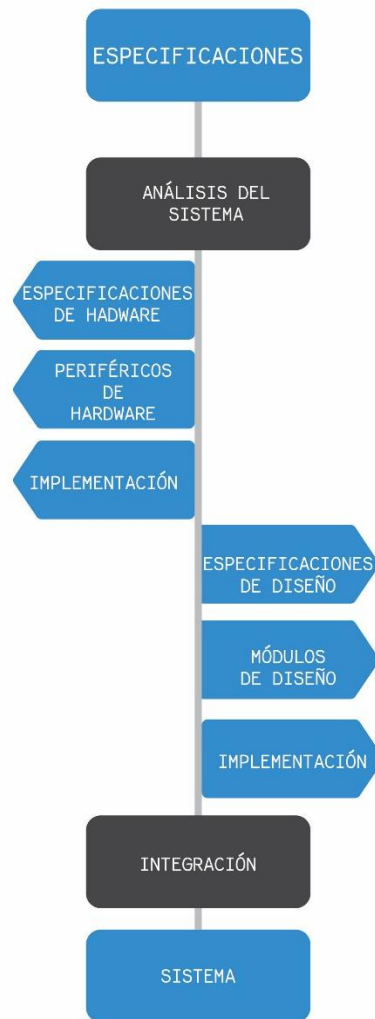 ESPECIFICACIONES
ANÁLISIS DEL
SISTEMA
ESPECIFICACIONES
DE HADWARE
PERIFÉRICOS
DE
HARDWARE
IMPLEMENTACIÓN
ESPECIFICACIONES
DE DISEÑO
MÓDULOS
DE DISEÑO
IMPLEMENTACIÓN
INTEGRACIÓN
SISTEMA